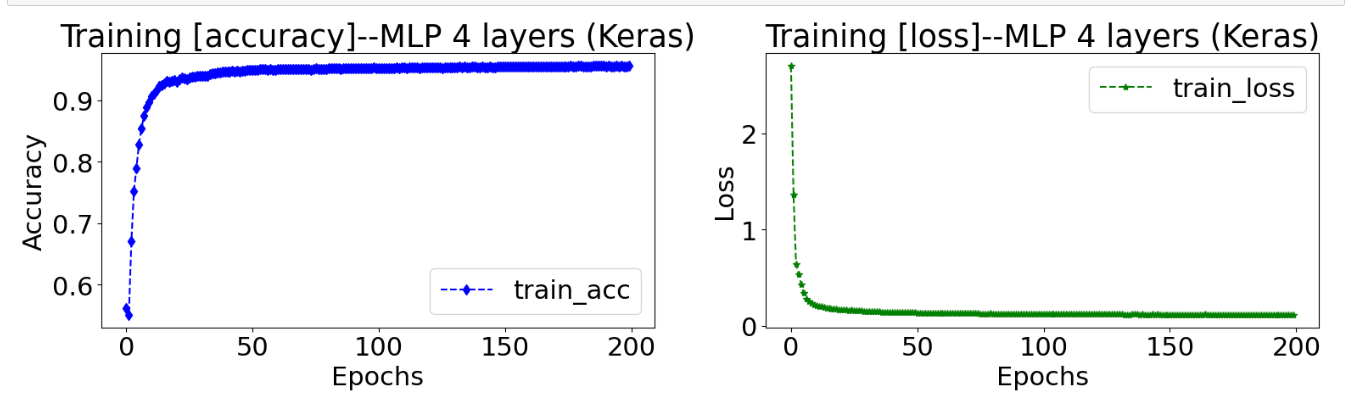 Training [accuracy]--MLP 4 layers (Keras)
0.9
0.8
0.7
0.6
Accuracy
train_acc
0 50 100 150 200
Epochs
Training [loss]--MLP 4 layers (Keras)
train_loss
2
1
0
Loss
0 50 100 150 200
Epochs